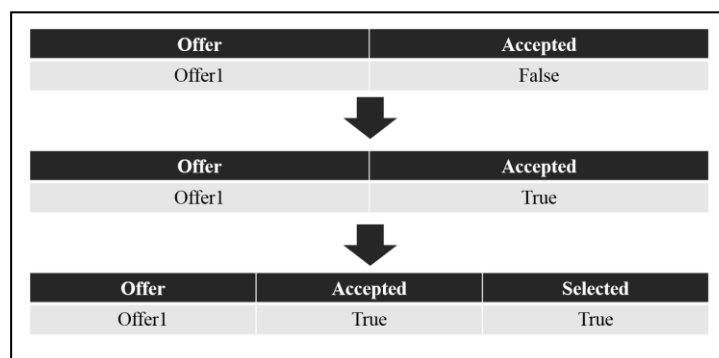 Offer Accepted
Offer1 False
Offer Accepted
Offer1 True
Offer Accepted Selected
Offer1 True True